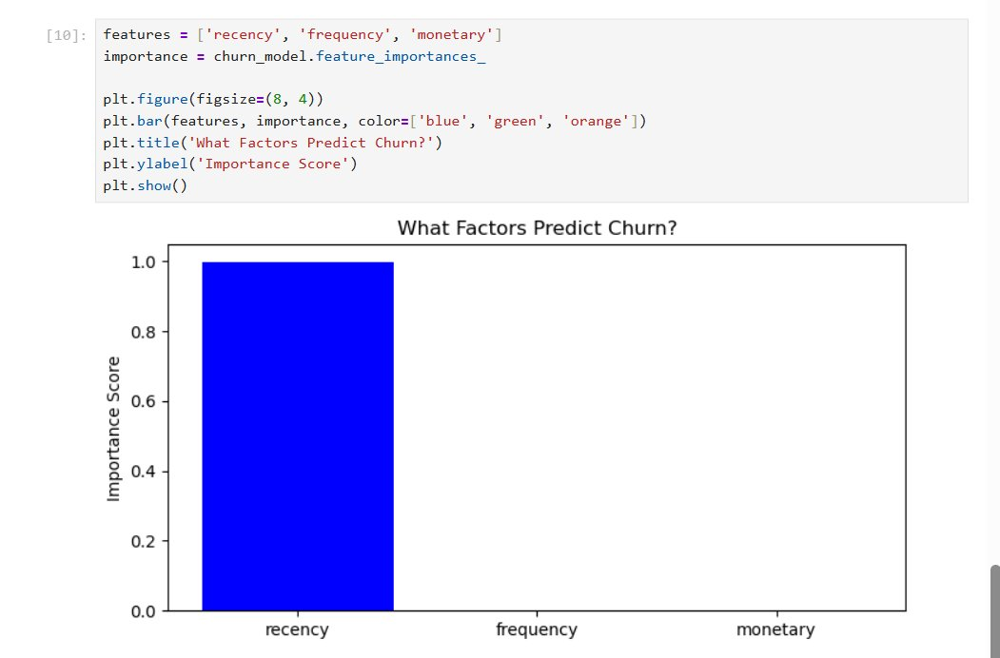 [10]: features = ['recency', 'frequency', 'monetary']
importance = churn_model.feature_importances_
plt.figure(figsize=(8, 4))
plt.bar(features, importance, color=['blue', 'green', 'orange'])
plt.title('What Factors Predict Churn?')
plt.ylabel('Importance Score')
plt.show()
What Factors Predict Churn?
1.0
0.8
0.6
0.4
0.2
0.0
Importance Score
recency frequency monetary